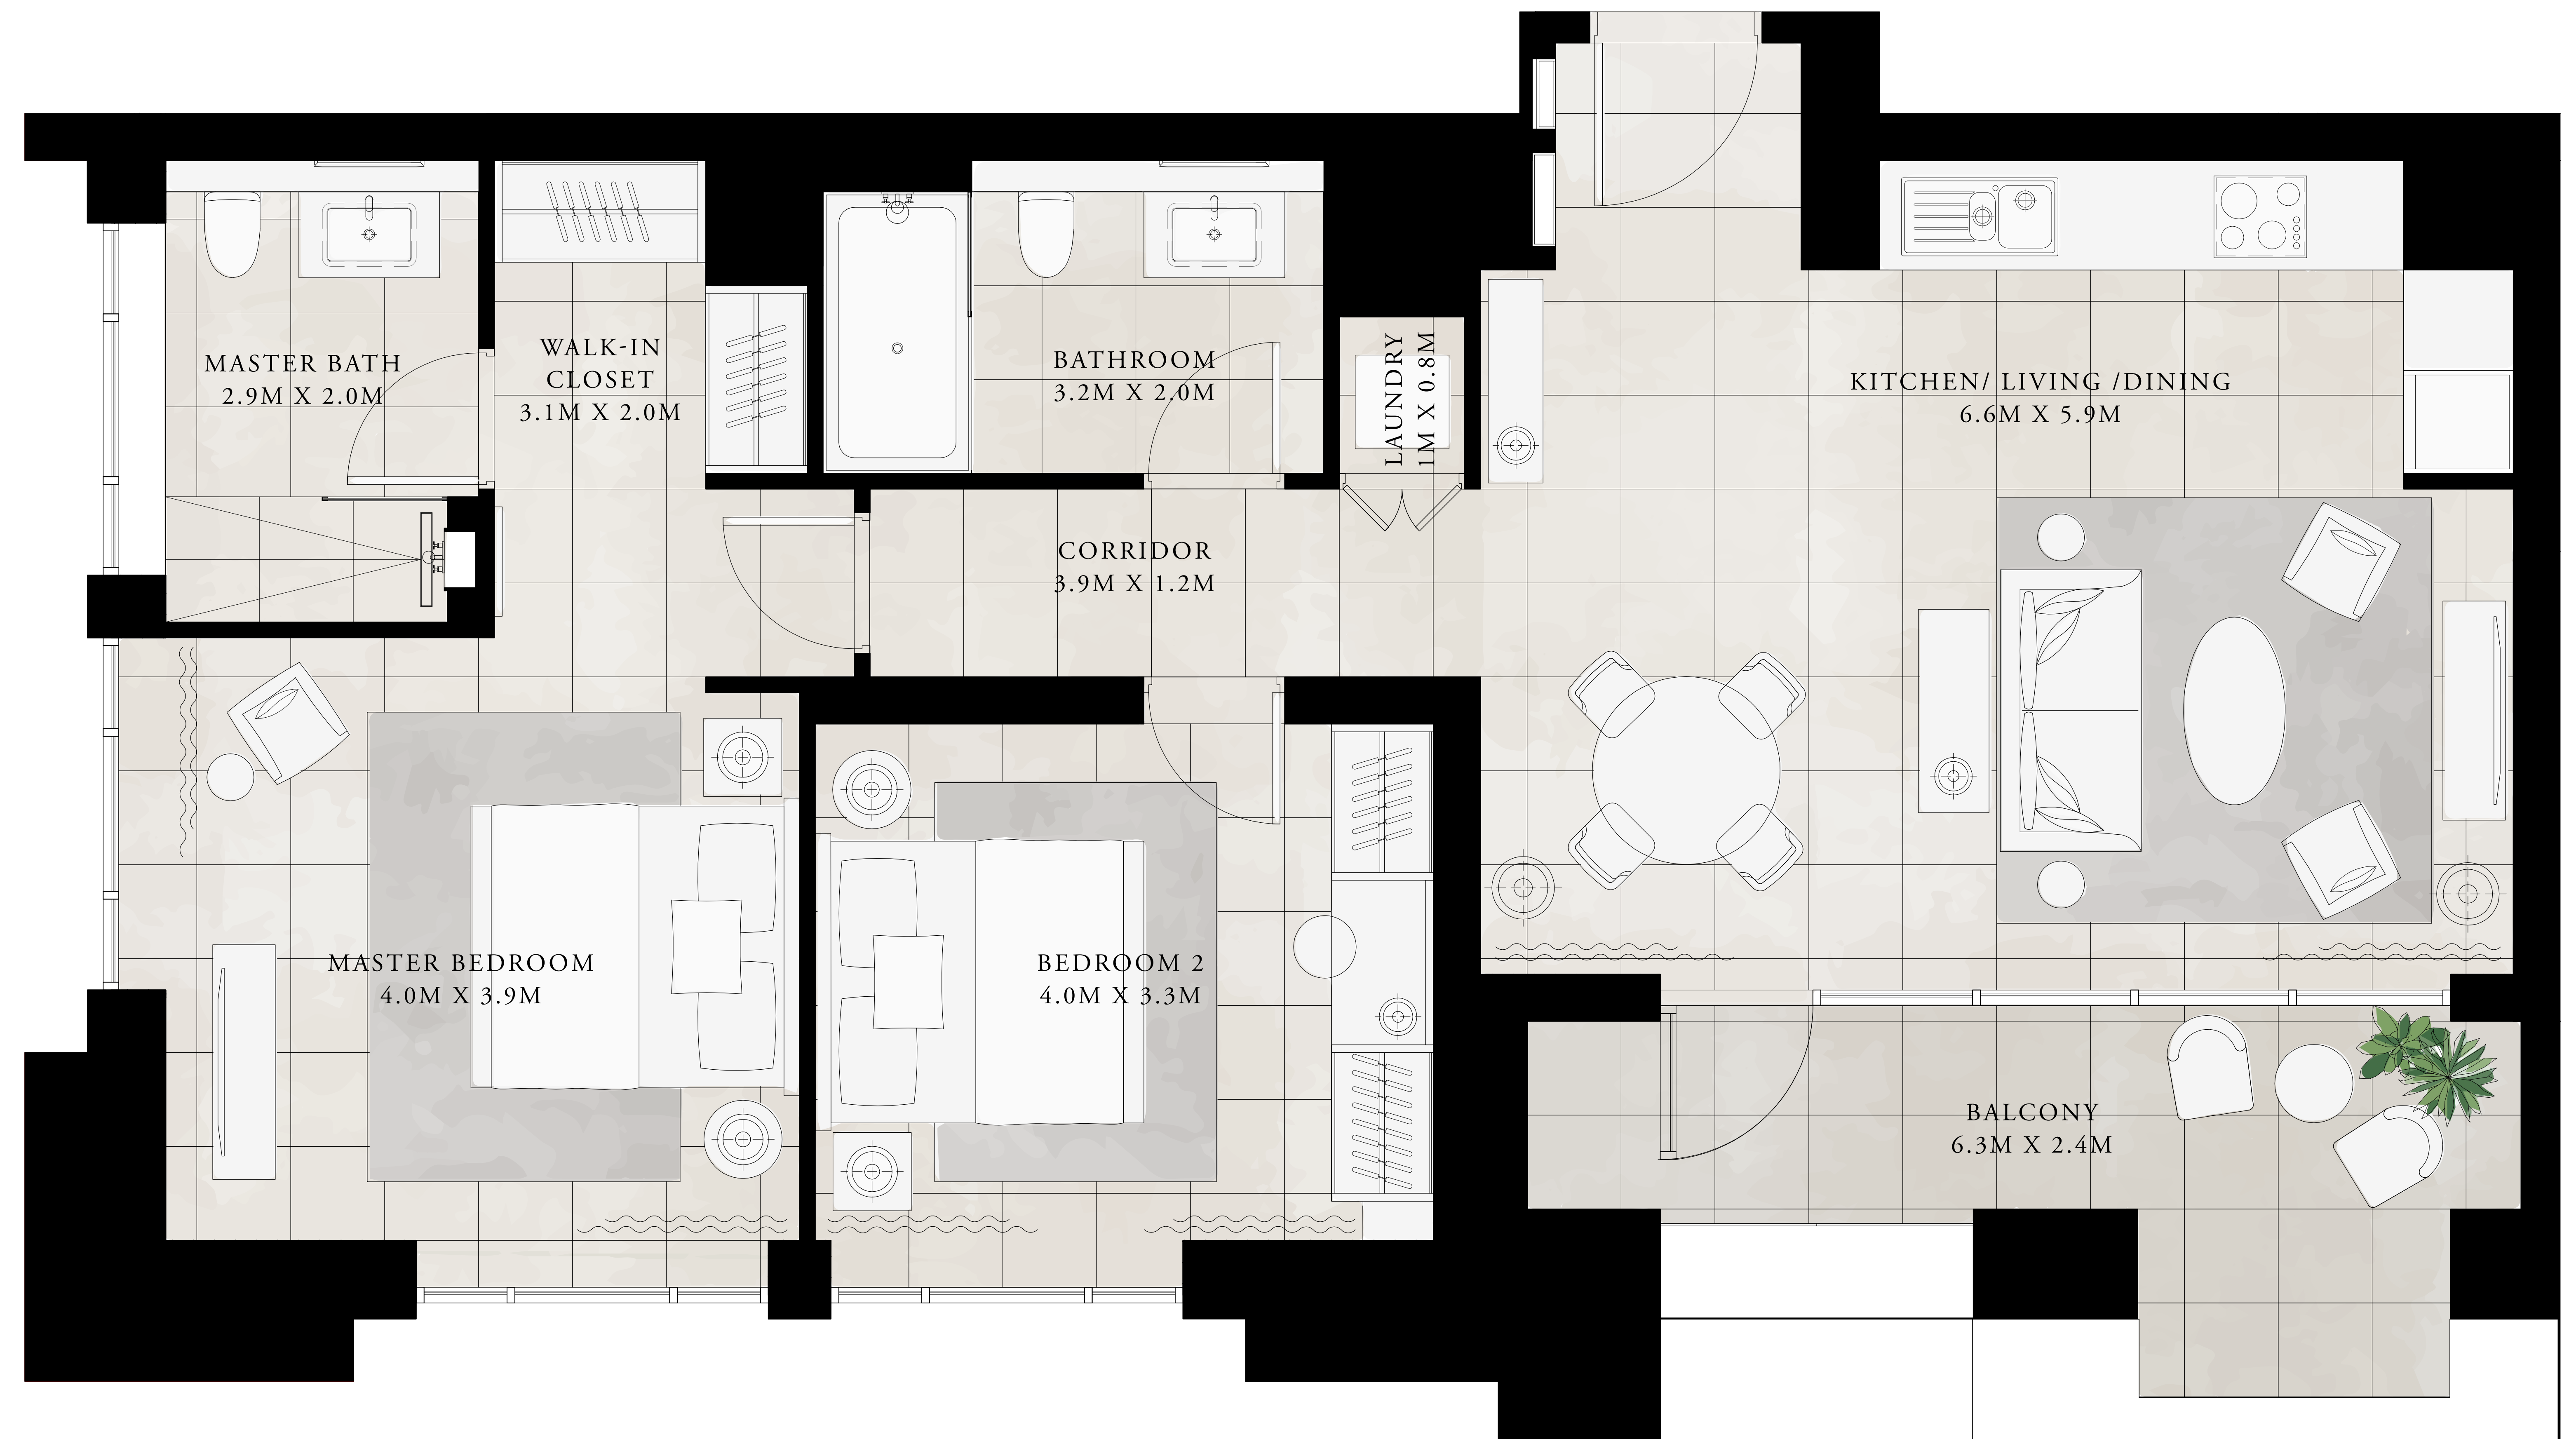 MASTER BATH
2.9M X 2.0M
WALK-IN
CLOSET
3.1M X 2.0M
BATHROOM
3.2M X 2.0M
LAUNDRY
1M X 0.8M
KITCHEN/ LIVING /DINING
6.6M X 5.9M
CORRIDOR
3.9M X 1.2M
MASTER BEDROOM
4.0M X 3.9M
BEDROOM 2
4.0M X 3.3M
BALCONY
6.3M X 2.4M